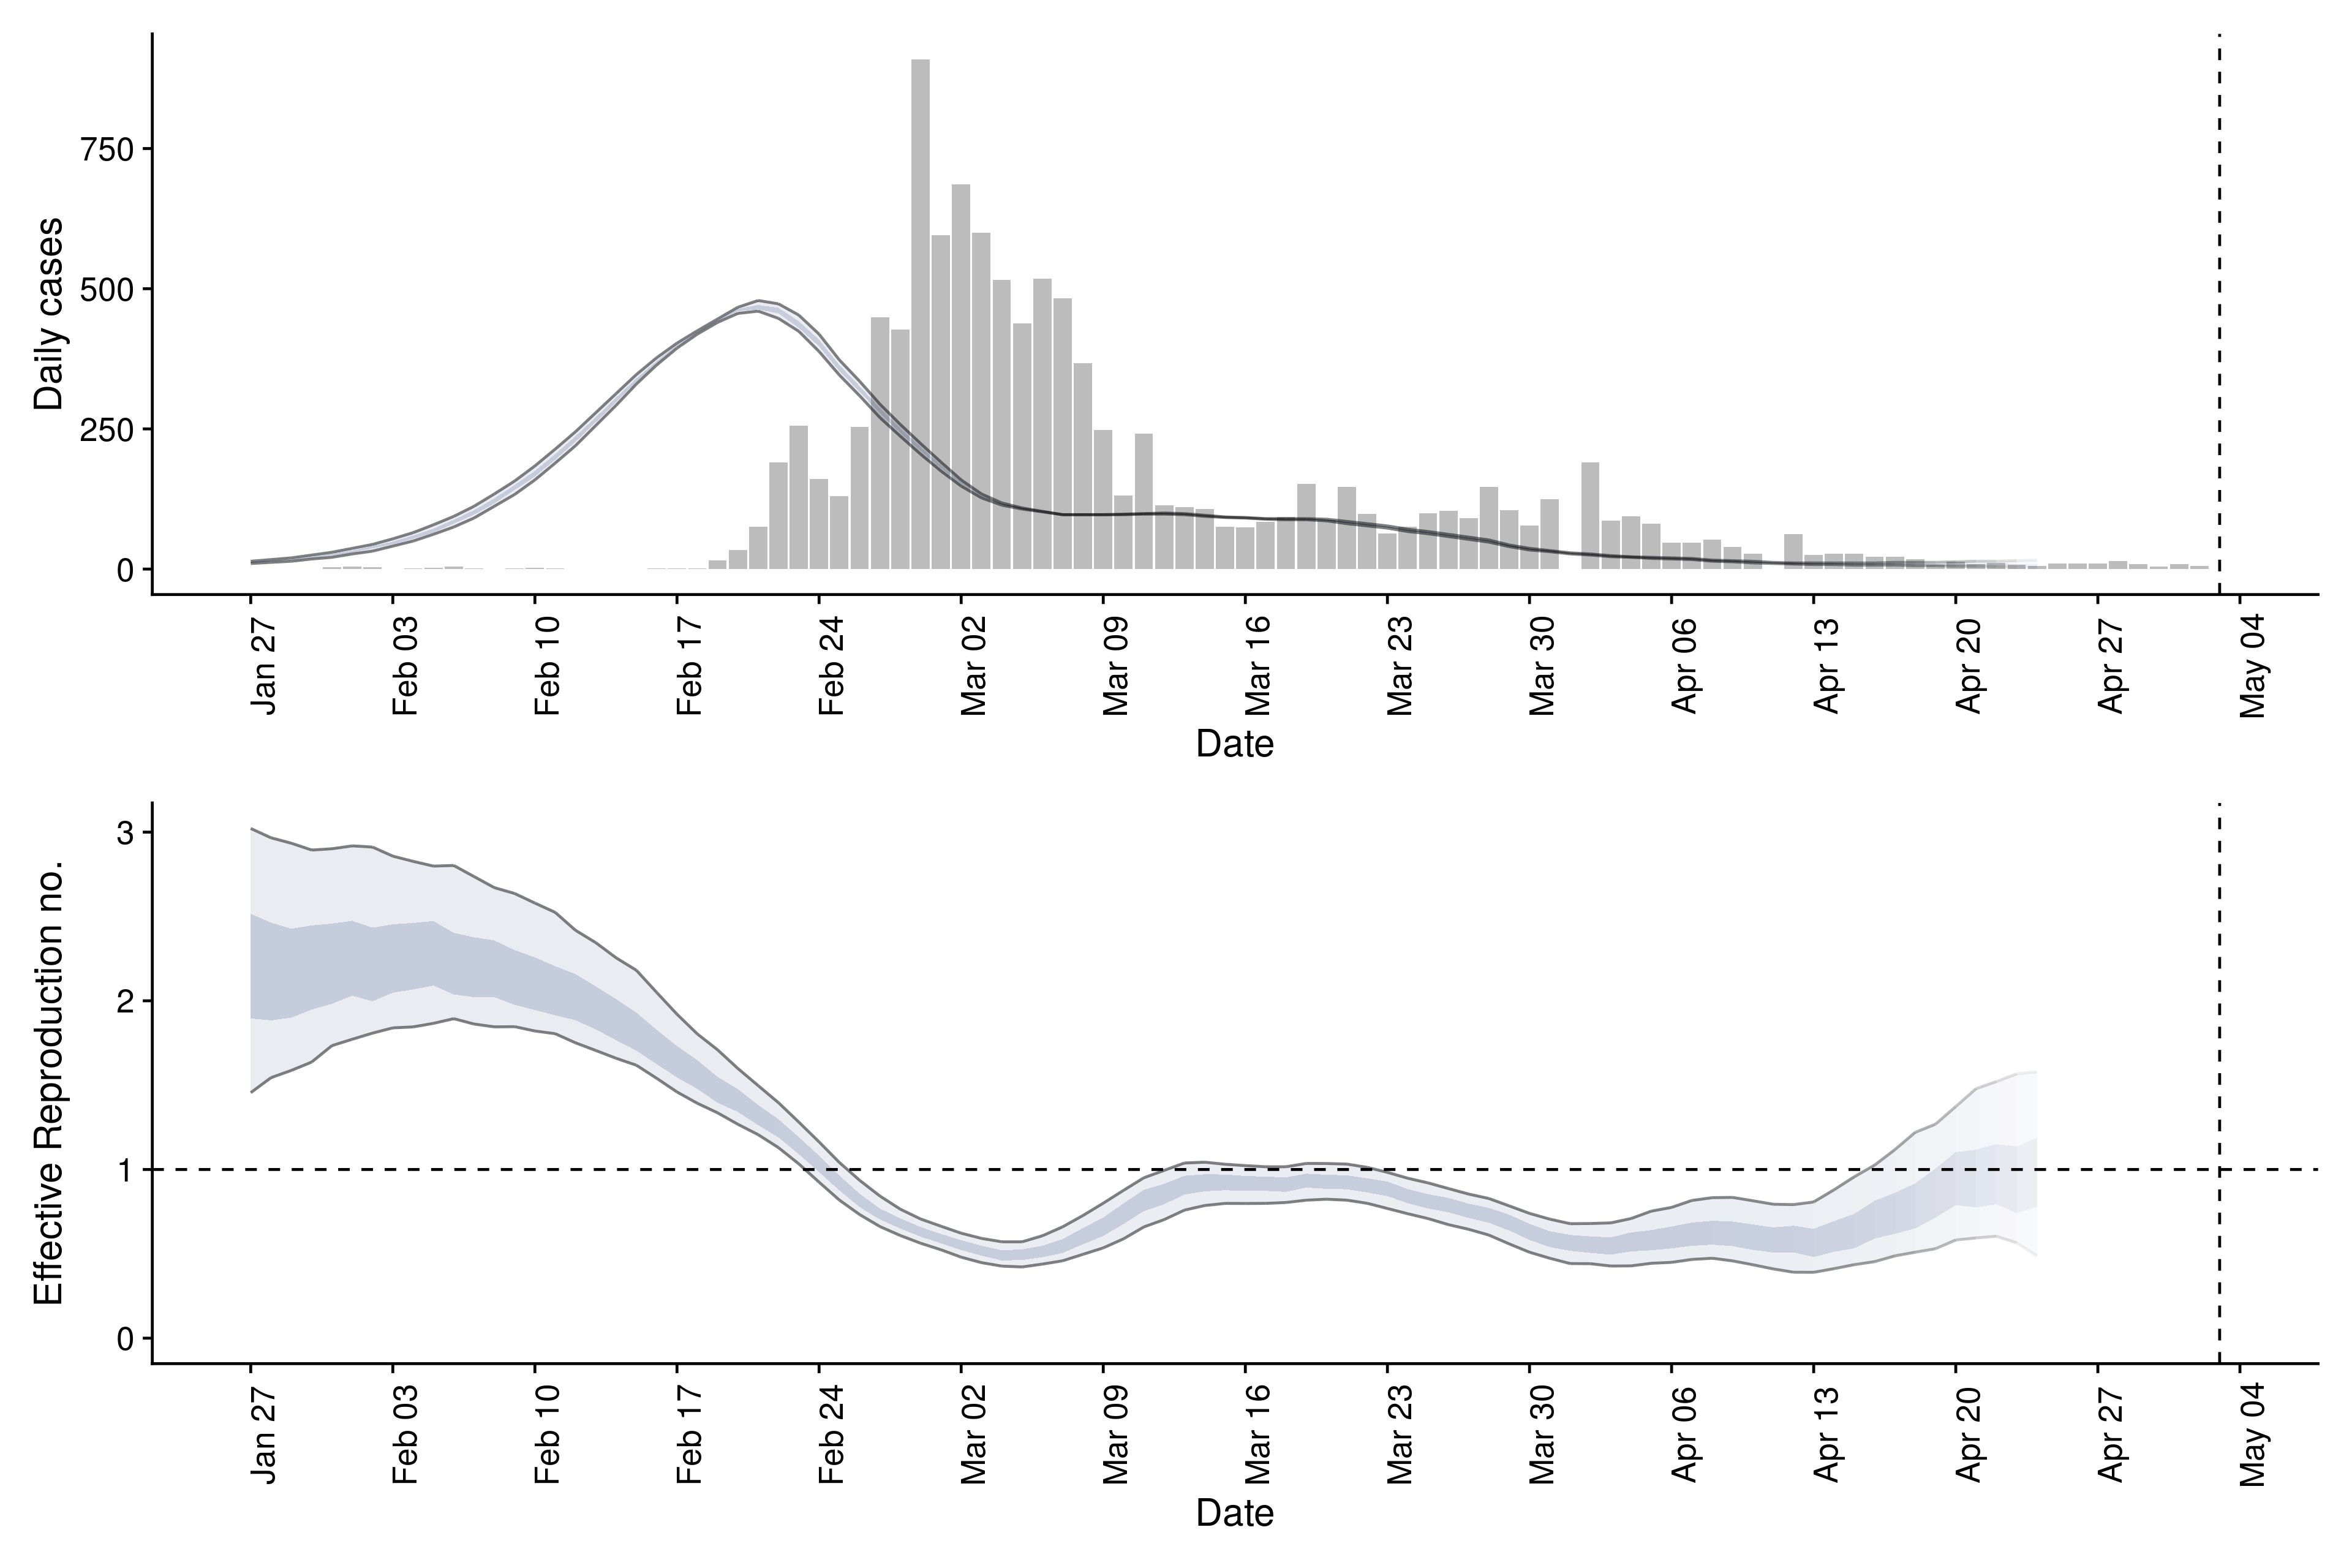 Daily cases
750
500
250
0
Jan 27
Feb 03
Feb 10
Feb 17
Feb 24
Mar 02
Mar 09
Mar 16
Mar 23
Mar 30
Apr 06
Apr 13
Apr 20
Apr 27
May 04
Date
Effective Reproduction no.
3
2
1
0
Jan 27
Feb 03
Feb 10
Feb 17
Feb 24
Mar 02
Mar 09
Mar 16
Mar 23
Mar 30
Apr 06
Apr 13
Apr 20
Apr 27
May 04
Date